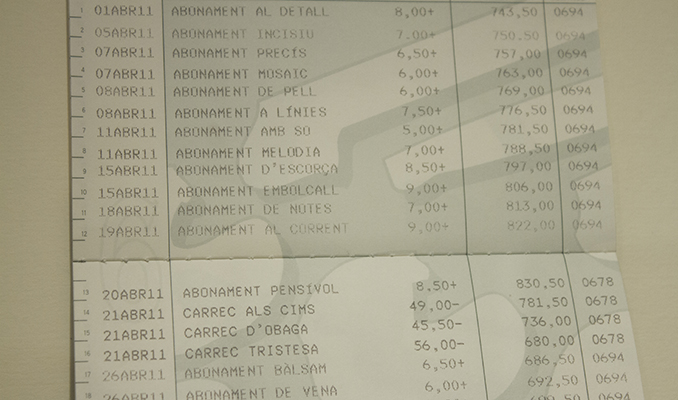 1 01ABR11 ABONAMENT AL DETALL 8,00+ 743,50 0694
2 05ABR11 ABONAMENT INCISIU 7,00+ 750,50 0694
3 07ABR11 ABONAMENT PRECÍS 6,50+ 757,00 0694
4 07ABR11 ABONAMENT MOSAIC 6,00+ 763,00 0694
5 08ABR11 ABONAMENT DE PELL 6,00+ 769,00 0694
6 08ABR11 ABONAMENT A LÍNIES 7,50+ 776,50 0694
7 11ABR11 ABONAMENT AMB SO 5,00+ 781,50 0694
8 11ABR11 ABONAMENT MELODIA 7,00+ 788,50 0694
9 15ABR11 ABONAMENT D'ESCORÇA 8,50+ 797,00 0694
10 15ABR11 ABONAMENT EMBOLCALL 9,00+ 806,00 0694
11 18ABR11 ABONAMENT DE NOTES 7,00+ 813,00 0694
12 19ABR11 ABONAMENT AL CORRENT 9,00+ 822,00 0694
13 20ABR11 ABONAMENT PENSIVOL 8,50+ 830,50 0678
14 21ABR11 CARREC ALS CIMS 49,00- 781,50 0678
15 21ABR11 CARREC D'OBAGA 45,50- 736,00 0678
16 21ABR11 CARREC TRISTESA 56,00- 680,00 0678
17 26ABR11 ABONAMENT BÀLSAM 6,50+ 686,50 0694
18 26ABR11 ABONAMENT DE VENA 6,00+ 692,50 0694